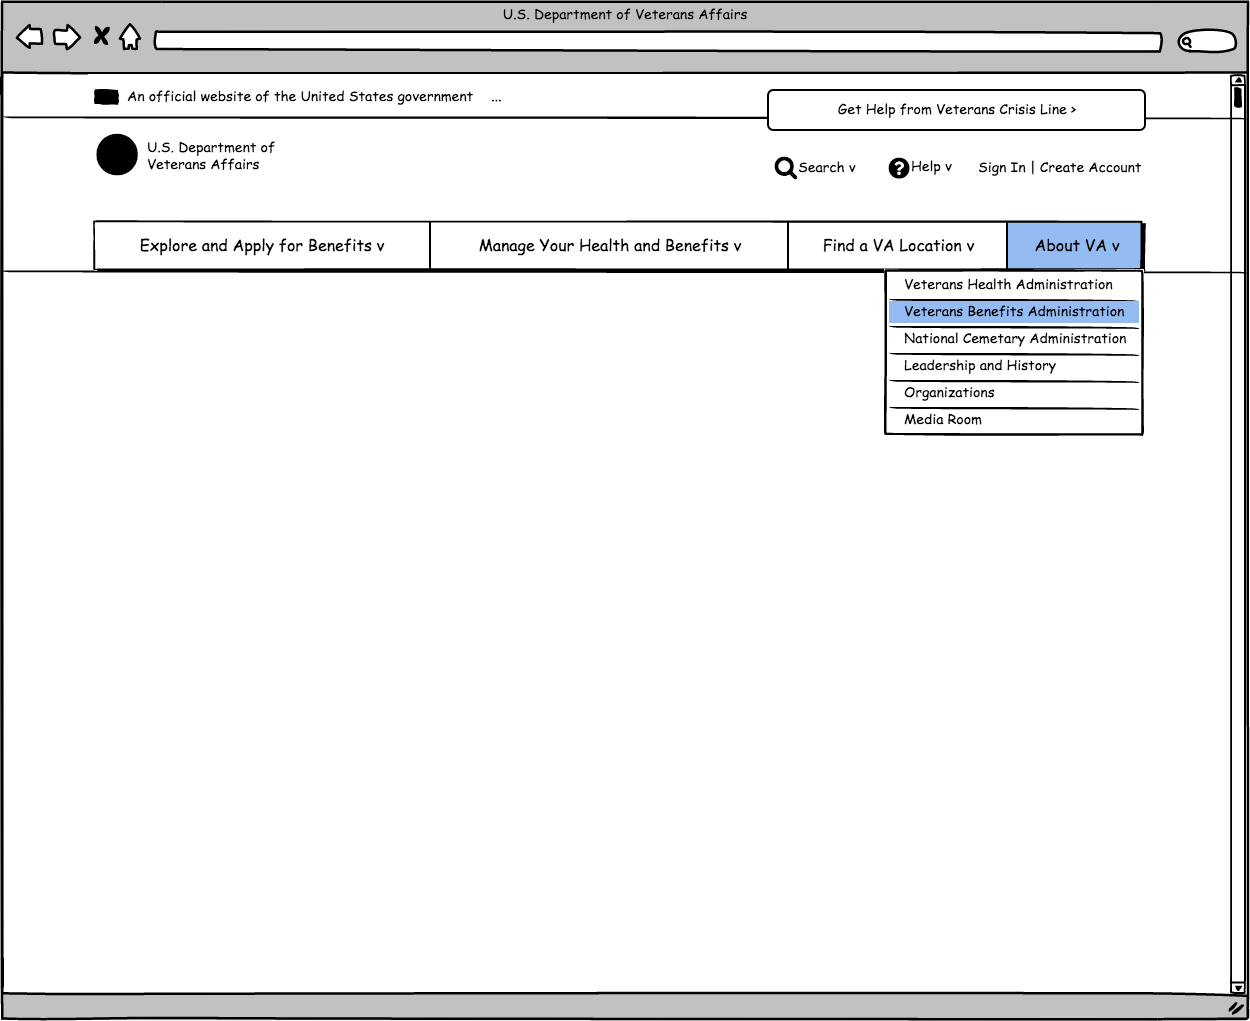 U.S. Department of Veterans Affairs
An official website of the United States government ...
Get Help from Veterans Crisis Line >
U.S. Department of
Veterans Affairs
Search v
Help v
Sign In | Create Account
Explore and Apply for Benefits v
Manage Your Health and Benefits v
Find a VA Location v
About VA v
Veterans Health Administration
Veterans Benefits Administration
National Cemetary Administration
Leadership and History
Organizations
Media Room